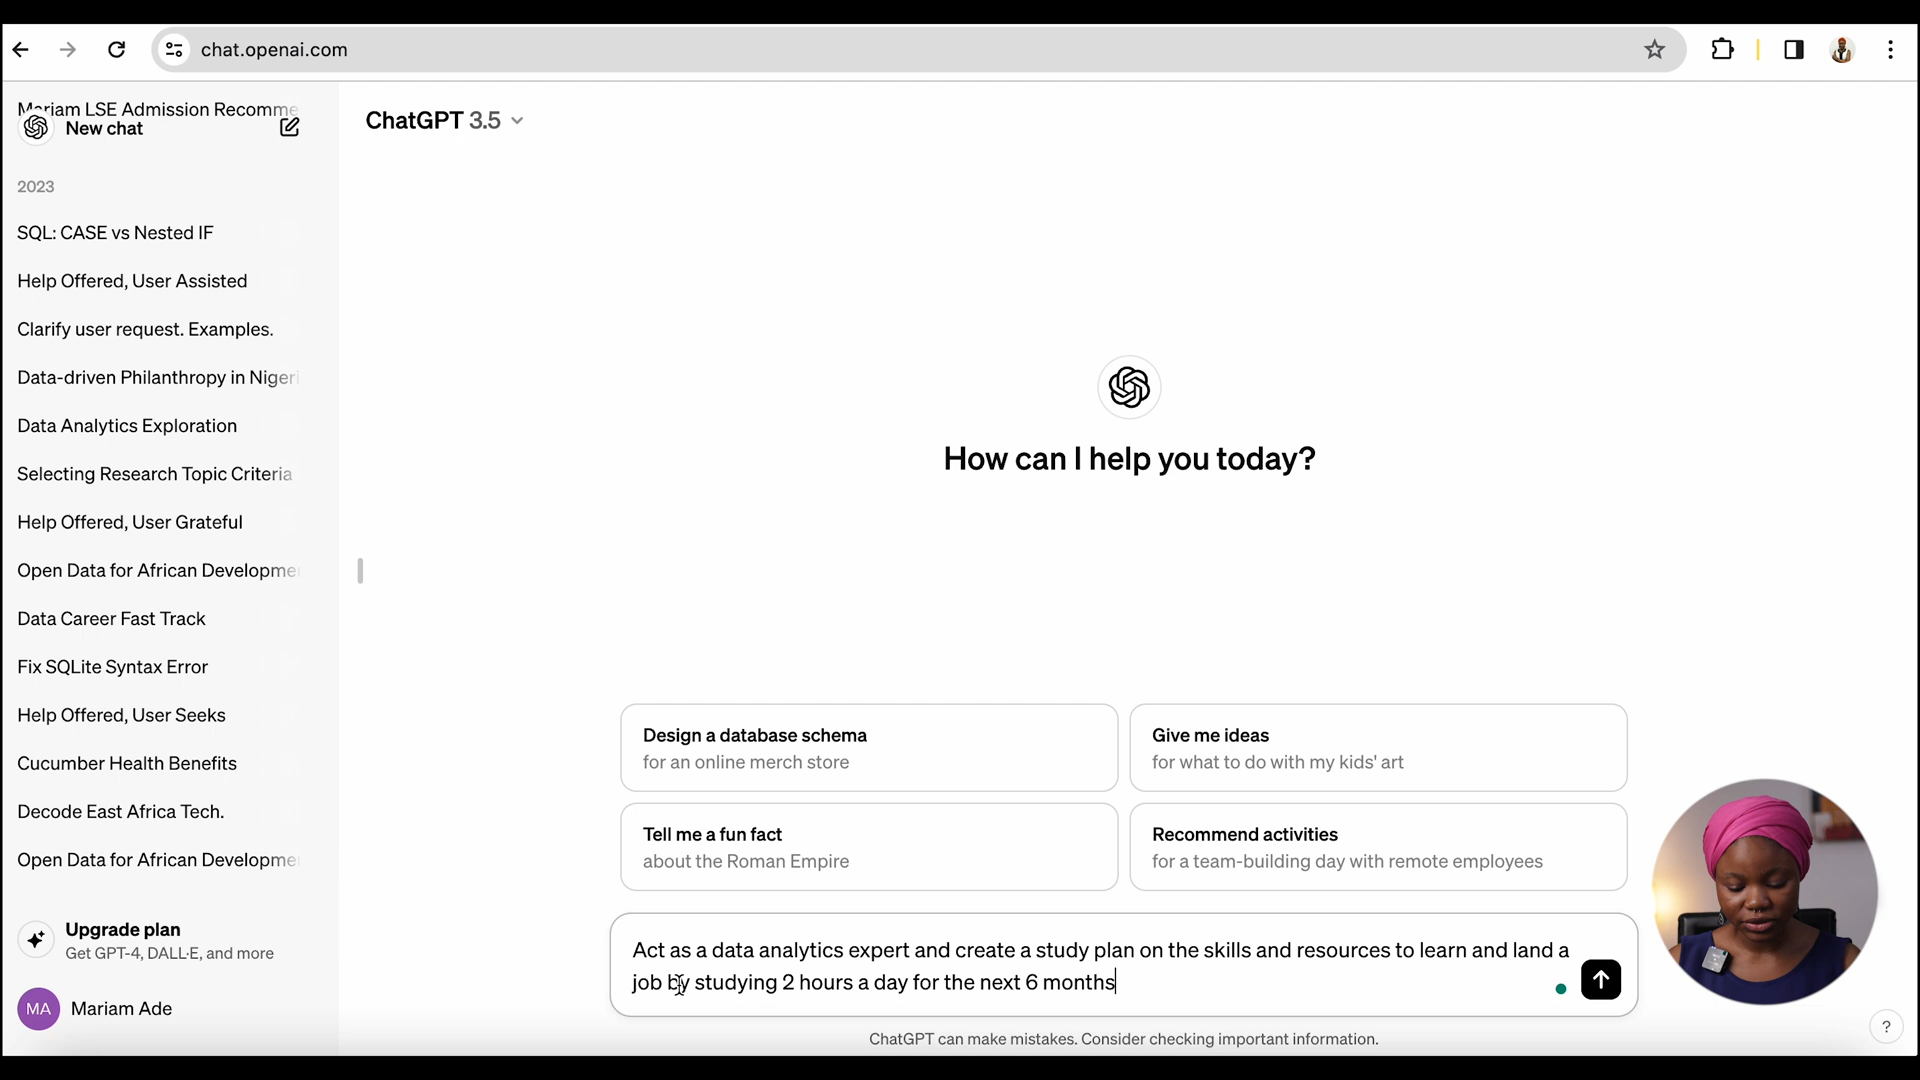 chat.openai.com
Mariam LSE Admission Recomme
New chat
2023
SQL: CASE vs Nested IF
Help Offered, User Assisted
Clarify user request. Examples.
Data-driven Philanthropy in Nigeri
Data Analytics Exploration
Selecting Research Topic Criteria
Help Offered, User Grateful
Open Data for African Developme
Data Career Fast Track
Fix SQLite Syntax Error
Help Offered, User Seeks
Cucumber Health Benefits
Decode East Africa Tech.
Open Data for African Developme
Upgrade plan
Get GPT-4, DALL·E, and more
MA Mariam Ade
ChatGPT 3.5
How can I help you today?
Design a database schema
for an online merch store
Give me ideas
for what to do with my kids' art
Tell me a fun fact
about the Roman Empire
Recommend activities
for a team-building day with remote employees
Act as a data analytics expert and create a study plan on the skills and resources to learn and land a
job by studying 2 hours a day for the next 6 months
ChatGPT can make mistakes. Consider checking important information.
?